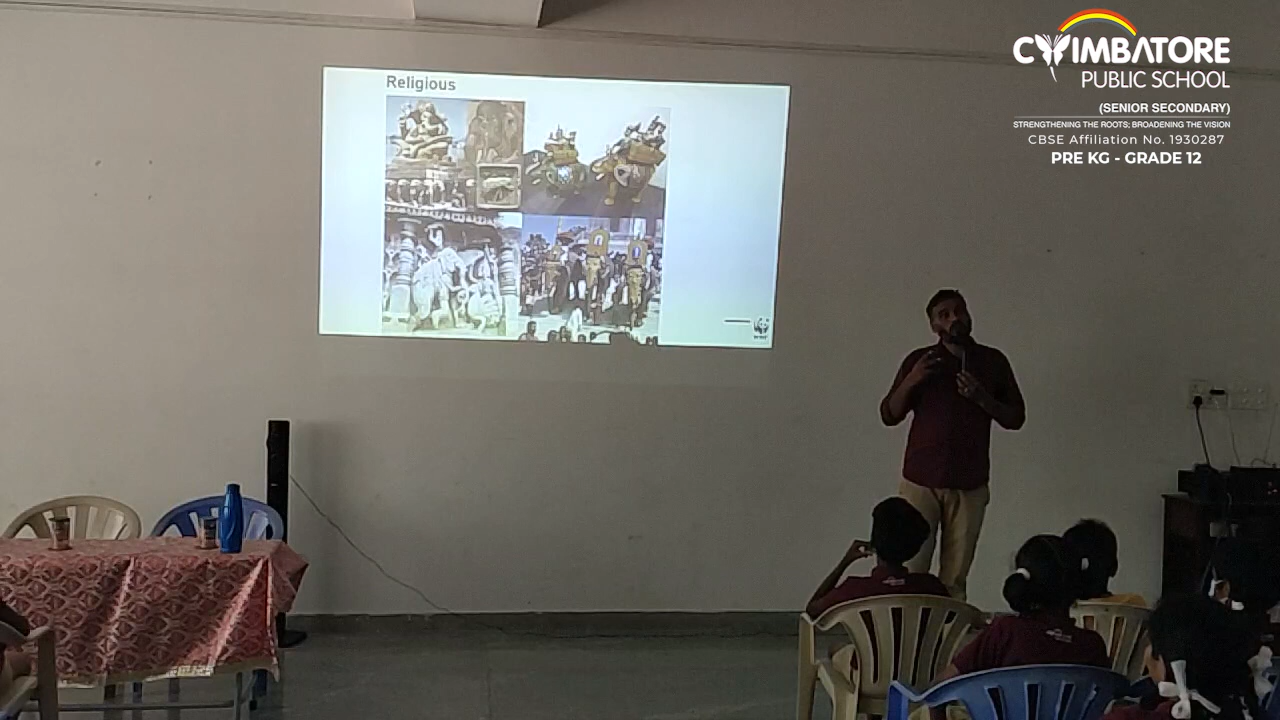 Religious
COIMBATORE
PUBLIC SCHOOL
(SENIOR SECONDARY)
STRENGTHENING THE ROOTS; BROADENING THE VISION
CBSE Affiliation No. 1930287
PRE KG - GRADE 12